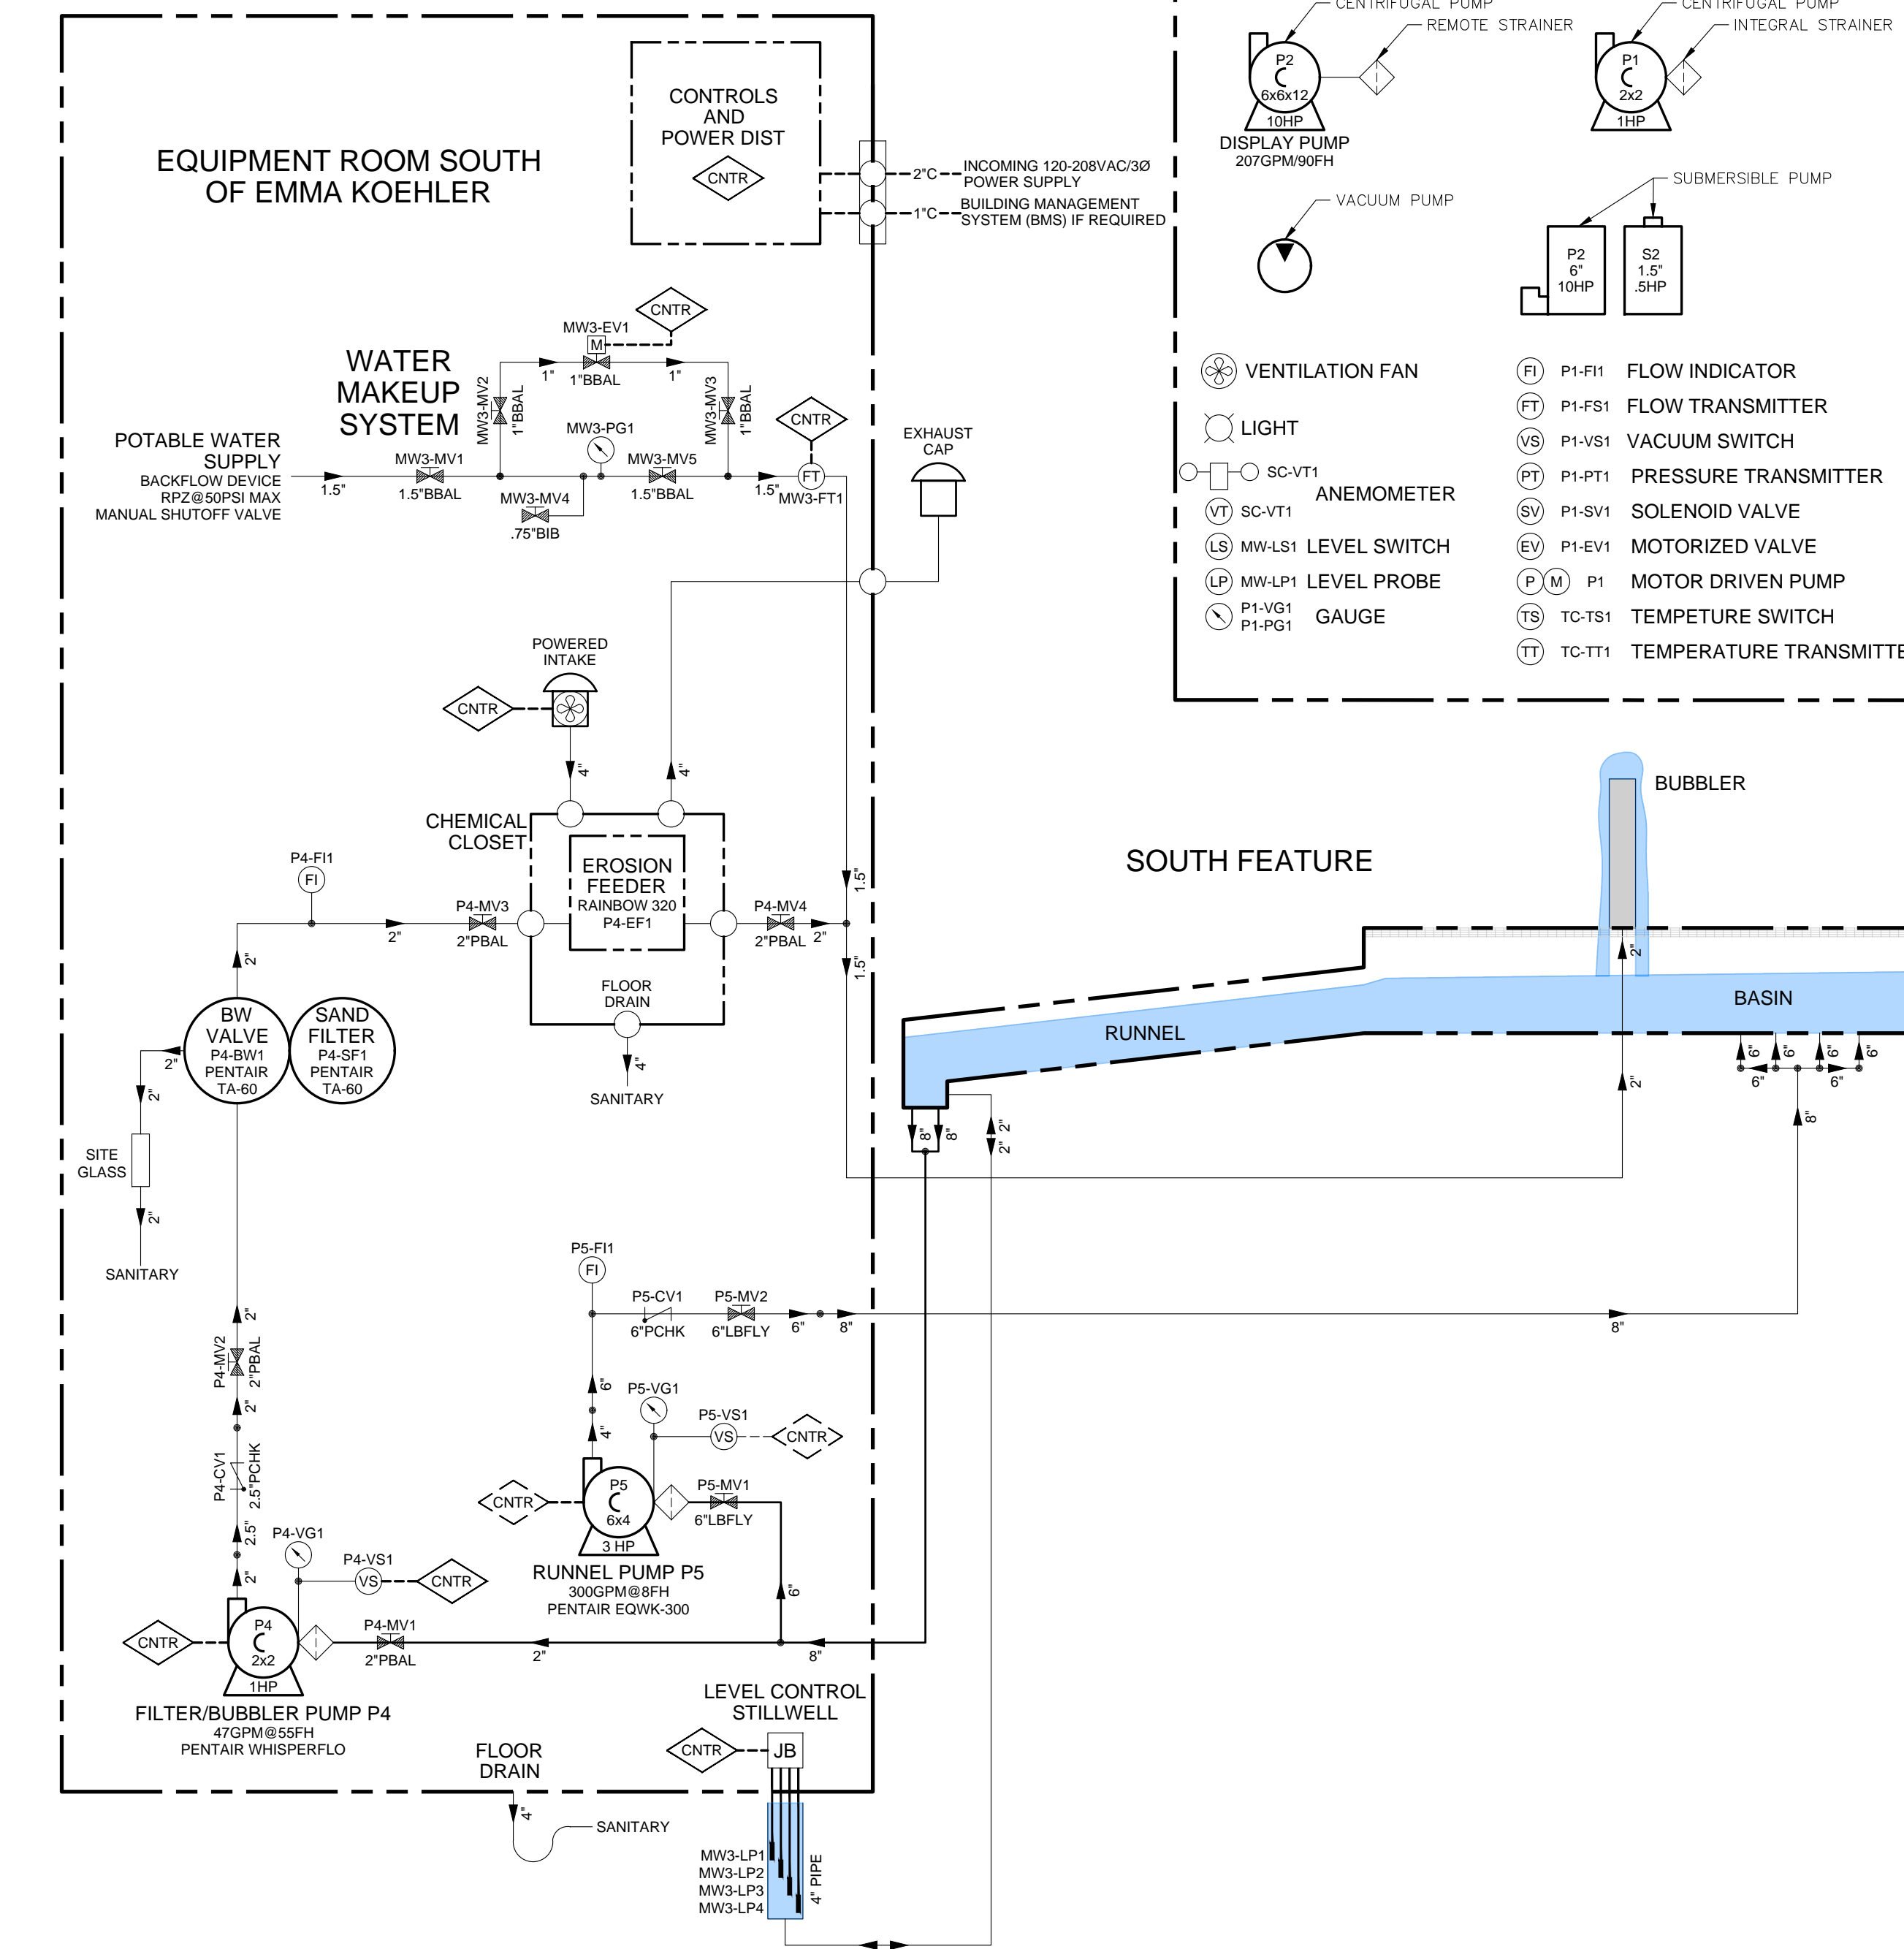 EQUIPMENT ROOM SOUTH
OF EMMA KOEHLER
CONTROLS
AND
POWER DIST
CNTR
2"C
INCOMING 120-208VAC/3Ø
POWER SUPPLY
1"C
BUILDING MANAGEMENT
SYSTEM (BMS) IF REQUIRED
WATER
MAKEUP
SYSTEM
CNTR
MW3-EV1
M
1"
1"BBAL
1"
MW3-MV2
1"BBAL
MW3-MV3
1"BBAL
CNTR
MW3-PG1
POTABLE WATER
SUPPLY
BACKFLOW DEVICE
RPZ@50PSI MAX
MANUAL SHUTOFF VALVE
1.5"
MW3-MV1
1.5"BBAL
MW3-MV4
.75"BIB
MW3-MV5
1.5"BBAL
1.5"
FT
MW3-FT1
EXHAUST
CAP
POWERED
INTAKE
CNTR
4"
4"
CHEMICAL
CLOSET
EROSION
FEEDER
RAINBOW 320
P4-EF1
P4-FI1
FI
2"
P4-MV3
2"PBAL
P4-MV4
2"PBAL
2"
1.5"
1.5"
FLOOR
DRAIN
4"
SANITARY
2"
BW
VALVE
P4-BW1
PENTAIR
TA-60
SAND
FILTER
P4-SF1
PENTAIR
TA-60
2"
2"
SITE
GLASS
2"
SANITARY
2"
P4-MV2
2"PBAL
2"
P4-CV1
2.5"PCHK
2.5"
2"
P4-VG1
P4-VS1
VS
CNTR
CNTR
P4
2x2
1HP
P4-MV1
2"PBAL
2"
8"
FILTER/BUBBLER PUMP P4
47GPM@55FH
PENTAIR WHISPERFLO
P5-FI1
FI
P5-CV1
6"PCHK
P5-MV2
6"LBFLY
6"
8"
8"
6"
4"
P5-VG1
P5-VS1
VS
CNTR
CNTR
P5
6x4
3 HP
P5-MV1
6"LBFLY
6"
RUNNEL PUMP P5
300GPM@8FH
PENTAIR EQWK-300
LEVEL CONTROL
STILLWELL
CNTR
JB
FLOOR
DRAIN
4"
SANITARY
MW3-LP1
MW3-LP2
MW3-LP3
MW3-LP4
4" PIPE
CENTRIFUGAL PUMP
REMOTE STRAINER
P2
6x6x12
10HP
DISPLAY PUMP
207GPM/90FH
CENTRIFUGAL PUMP
INTEGRAL STRAINER
P1
2x2
1HP
VACUUM PUMP
SUBMERSIBLE PUMP
P2
6"
10HP
S2
1.5"
.5HP
VENTILATION FAN
LIGHT
SC-VT1
ANEMOMETER
VT SC-VT1
LS MW-LS1 LEVEL SWITCH
LP MW-LP1 LEVEL PROBE
P1-VG1
P1-PG1
GAUGE
FI P1-FI1 FLOW INDICATOR
FT P1-FS1 FLOW TRANSMITTER
VS P1-VS1 VACUUM SWITCH
PT P1-PT1 PRESSURE TRANSMITTER
SV P1-SV1 SOLENOID VALVE
EV P1-EV1 MOTORIZED VALVE
P M P1 MOTOR DRIVEN PUMP
TS TC-TS1 TEMPETURE SWITCH
TT TC-TT1 TEMPERATURE TRANSMITTE
SOUTH FEATURE
BUBBLER
2"
BASIN
RUNNEL
2"
6"
6"
6"
6"
6"
6"
8"
8"
8"
2"
2"